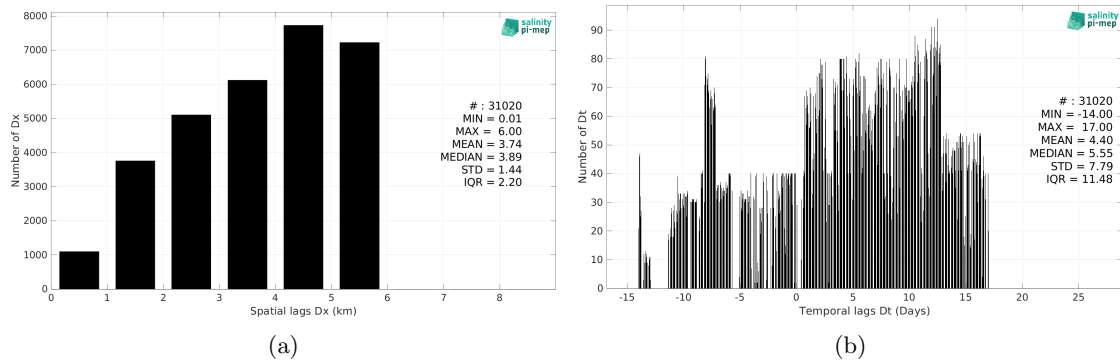 salinity
pi-mep
8000
7000
6000
5000
4000
3000
2000
1000
0
Number of Dx
# : 31020
MIN = 0.01
MAX = 6.00
MEAN = 3.74
MEDIAN = 3.89
STD = 1.44
IQR = 2.20
0 1 2 3 4 5 6 7 8
Spatial lags Dx (km)
(a)
salinity
pi-mep
90
80
70
60
50
40
30
20
10
0
Number of Dt
# : 31020
MIN = -14.00
MAX = 17.00
MEAN = 4.40
MEDIAN = 5.55
STD = 7.79
IQR = 11.48
-15 -10 -5 0 5 10 15 20 25
Temporal lags Dt (Days)
(b)